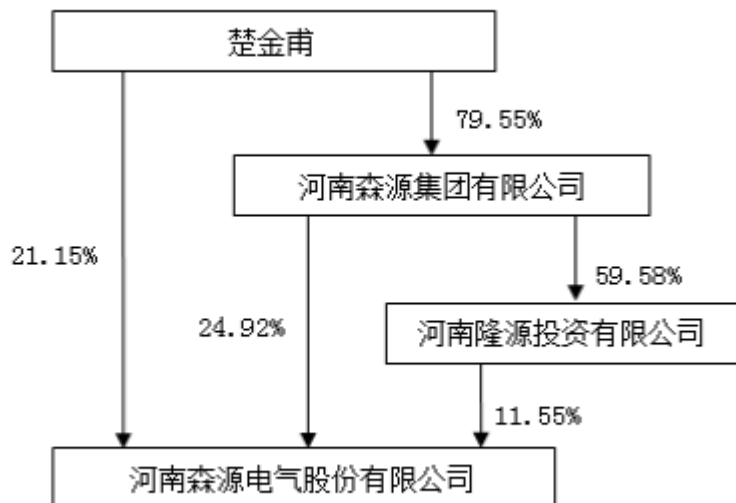 楚金甫
79.55%
河南森源集团有限公司
21.15%
59.58%
24.92%
河南隆源投资有限公司
11.55%
河南森源电气股份有限公司